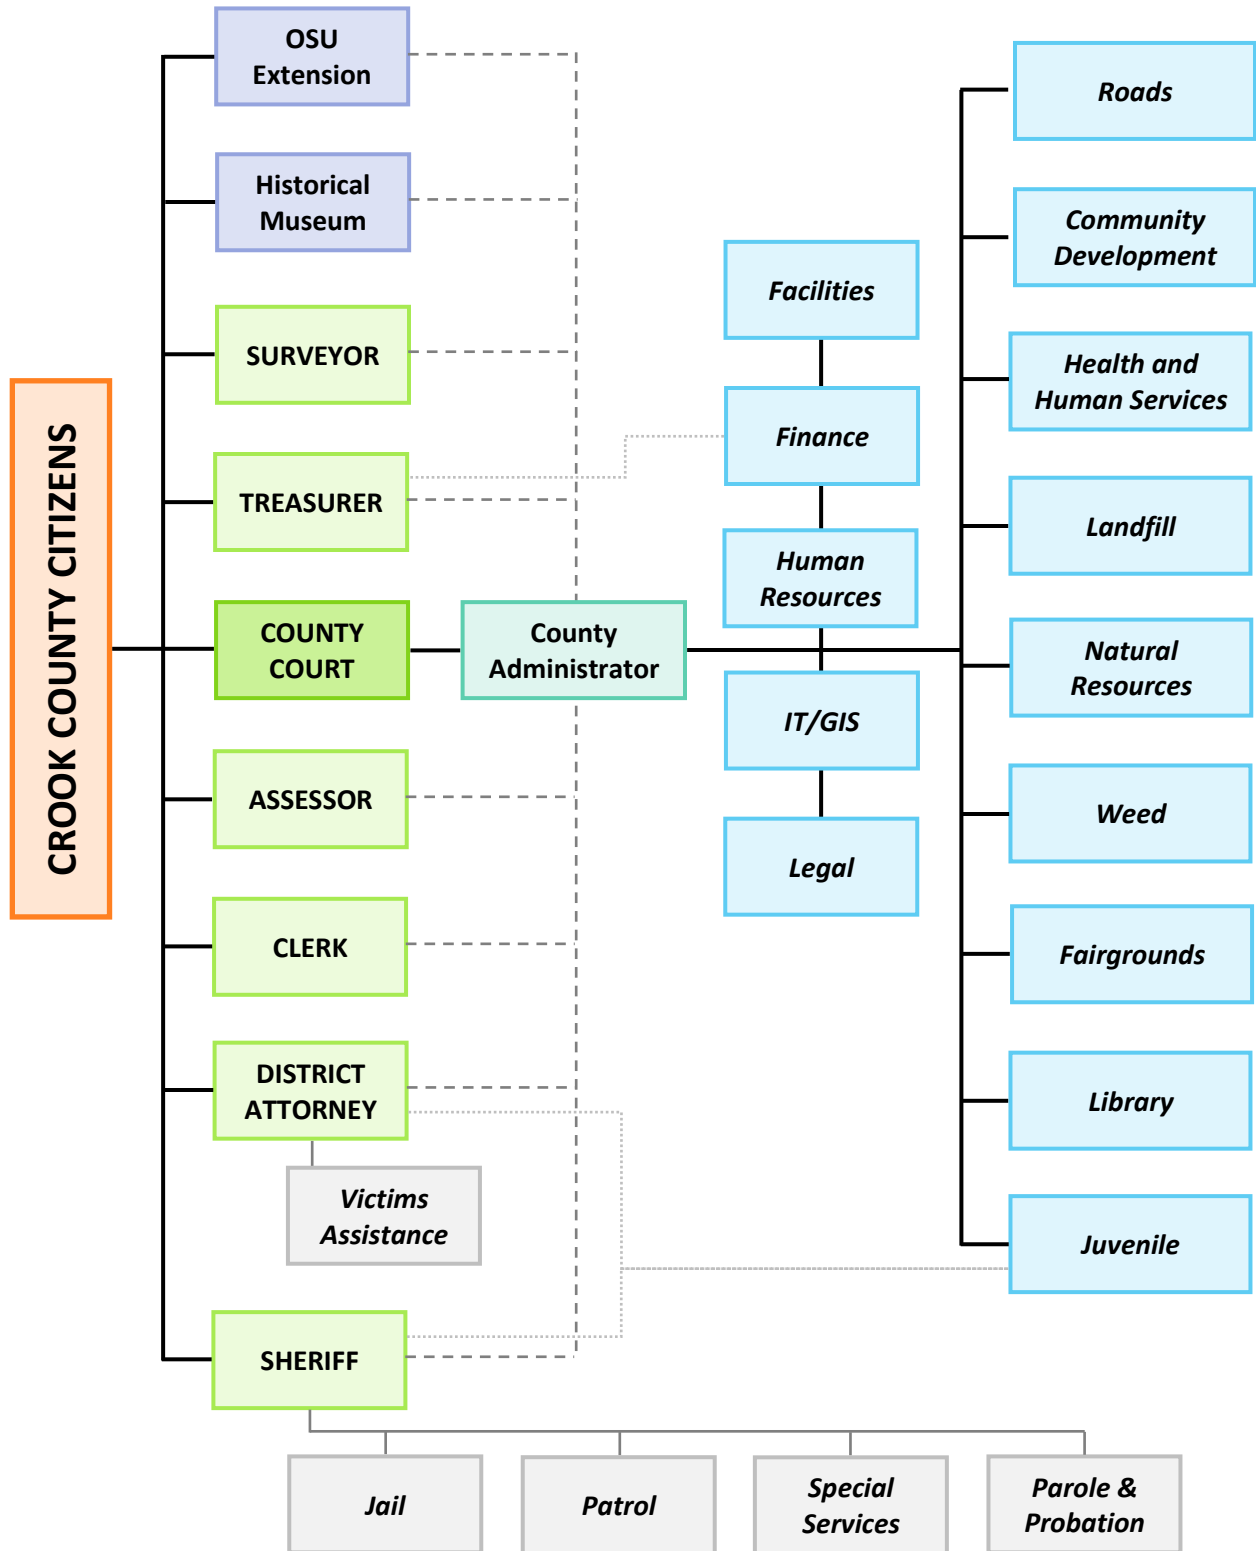 CROOK COUNTY CITIZENS
OSU
Extension
Historical
Museum
SURVEYOR
TREASURER
COUNTY
COURT
ASSESSOR
CLERK
DISTRICT
ATTORNEY
Victims
Assistance
SHERIFF
Jail
Patrol
Special
Services
Parole &
Probation
County
Administrator
Facilities
Finance
Human
Resources
IT/GIS
Legal
Roads
Community
Development
Health and
Human Services
Landfill
Natural
Resources
Weed
Fairgrounds
Library
Juvenile